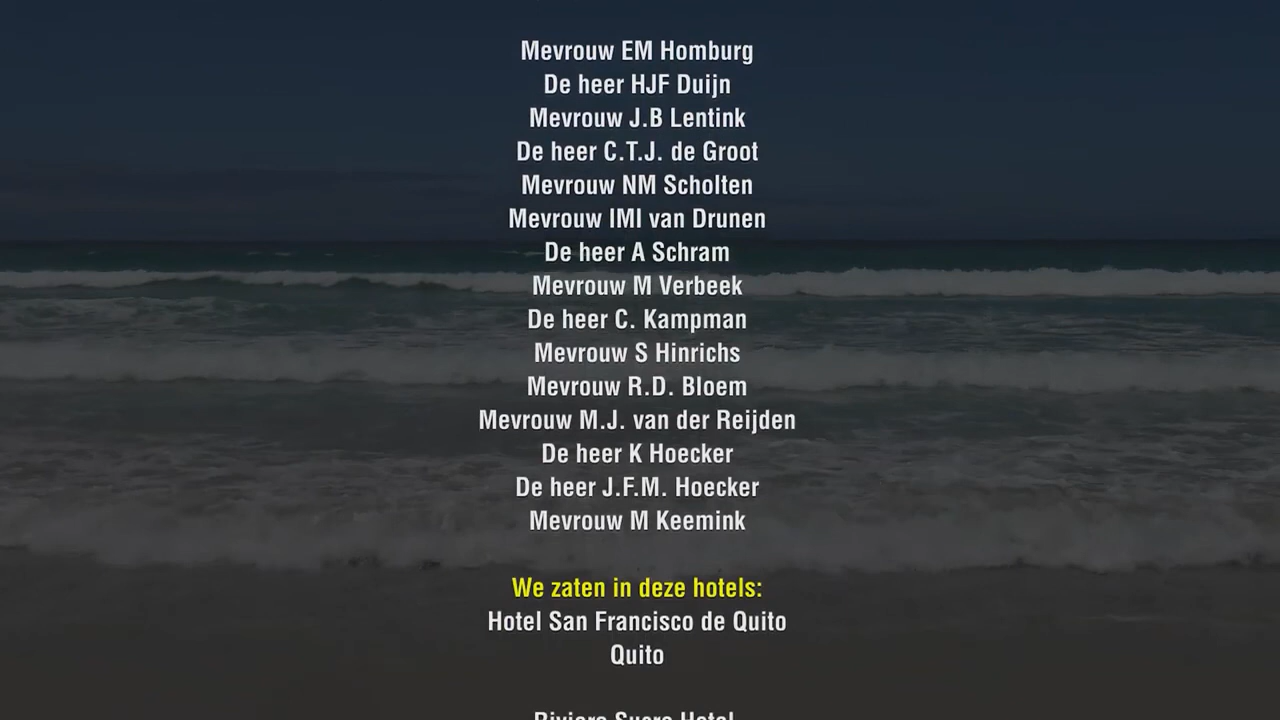 Mevrouw EM Homburg
De heer HJF Duijn
Mevrouw J.B Lentink
De heer C.T.J. de Groot
Mevrouw NM Scholten
Mevrouw IMI van Drunen
De heer A Schram
Mevrouw M Verbeek
De heer C. Kampman
Mevrouw S Hinrichs
Mevrouw R.D. Bloem
Mevrouw M.J. van der Reijden
De heer K Hoecker
De heer J.F.M. Hoecker
Mevrouw M Keemink
We zaten in deze hotels:
Hotel San Francisco de Quito
Quito
Hotel